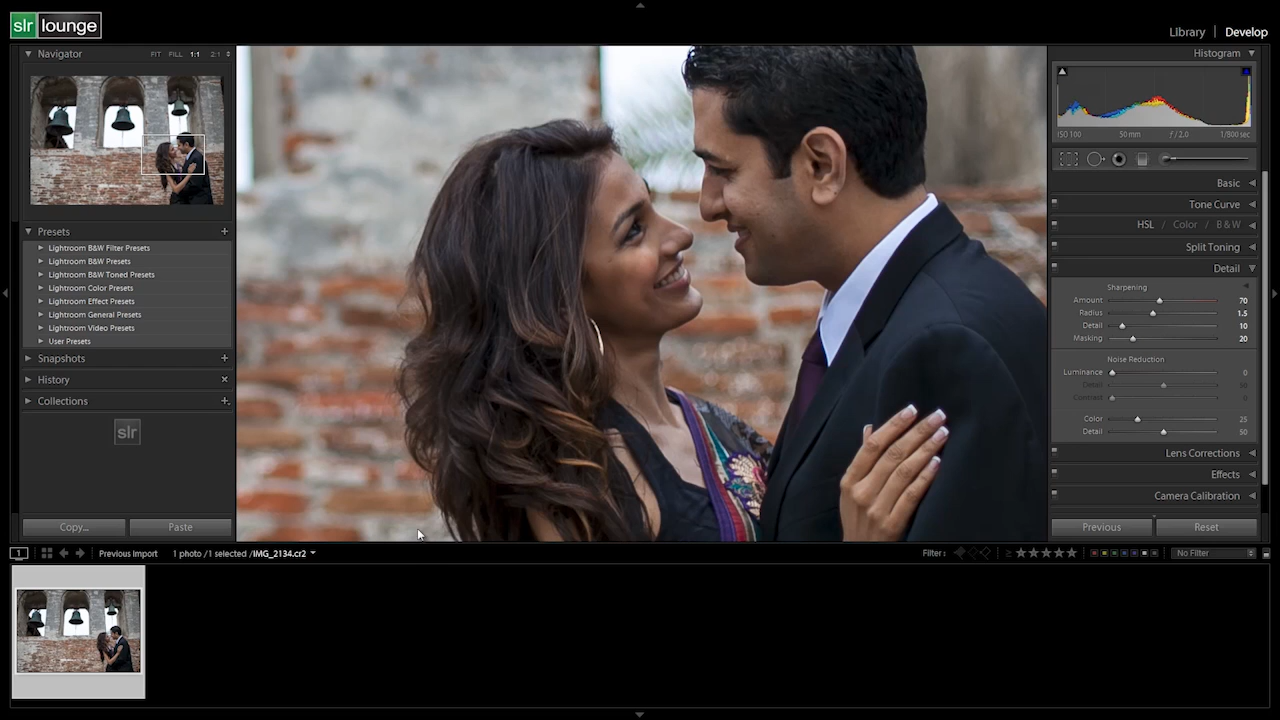 slr lounge
Library | Develop
Navigator FIT FILL 1:1 2:1
Histogram
ISO 100 50 mm f / 2.0 1/800 sec
Presets +
Lightroom B&W Filter Presets
Lightroom B&W Presets
Lightroom B&W Toned Presets
Lightroom Color Presets
Lightroom Effect Presets
Lightroom General Presets
Lightroom Video Presets
User Presets
Snapshots +
History ×
Collections +
slr
Copy... Paste
Basic
Tone Curve
HSL / Color / B & W
Split Toning
Detail
Sharpening
Amount 70
Radius 1.5
Detail 10
Masking 20
Noise Reduction
Luminance 0
Detail 50
Contrast 0
Color 25
Detail 50
Lens Corrections
Effects
Camera Calibration
Previous Reset
1 Previous Import 1 photo /1 selected /IMG_2134.cr2 Filter : ≥ ★★★★★ No Filter